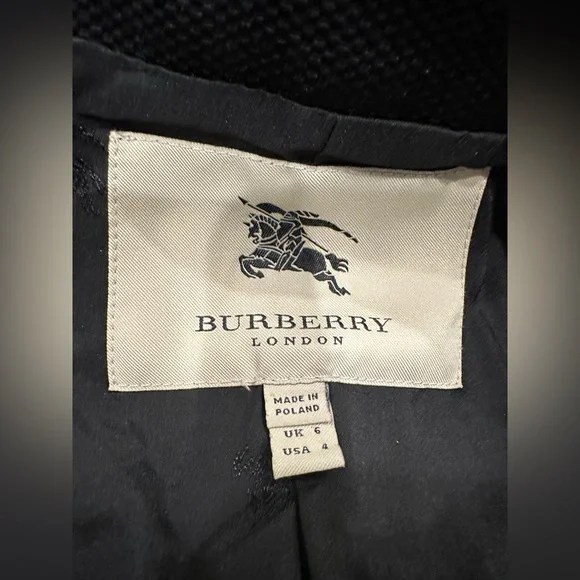 BURBERRY
LONDON
MADE IN
POLAND
UK 6
USA 4